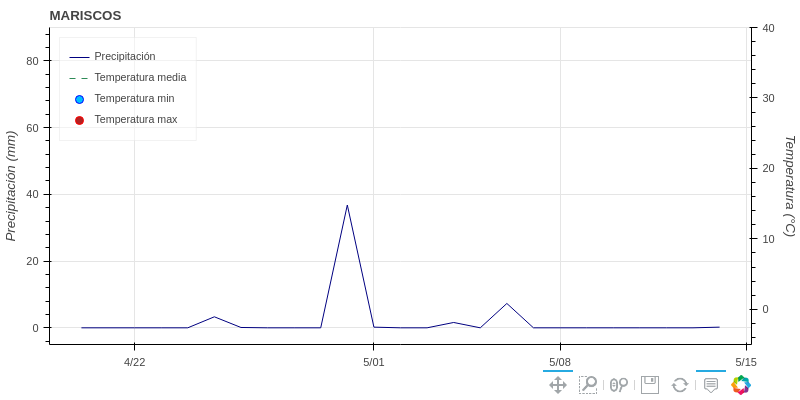 MARISCOS
Precipitación
Temperatura media
Temperatura min
Temperatura max
Precipitación (mm)
80
60
40
20
0
Temperatura (°C)
40
30
20
10
0
4/22
5/01
5/08
5/15